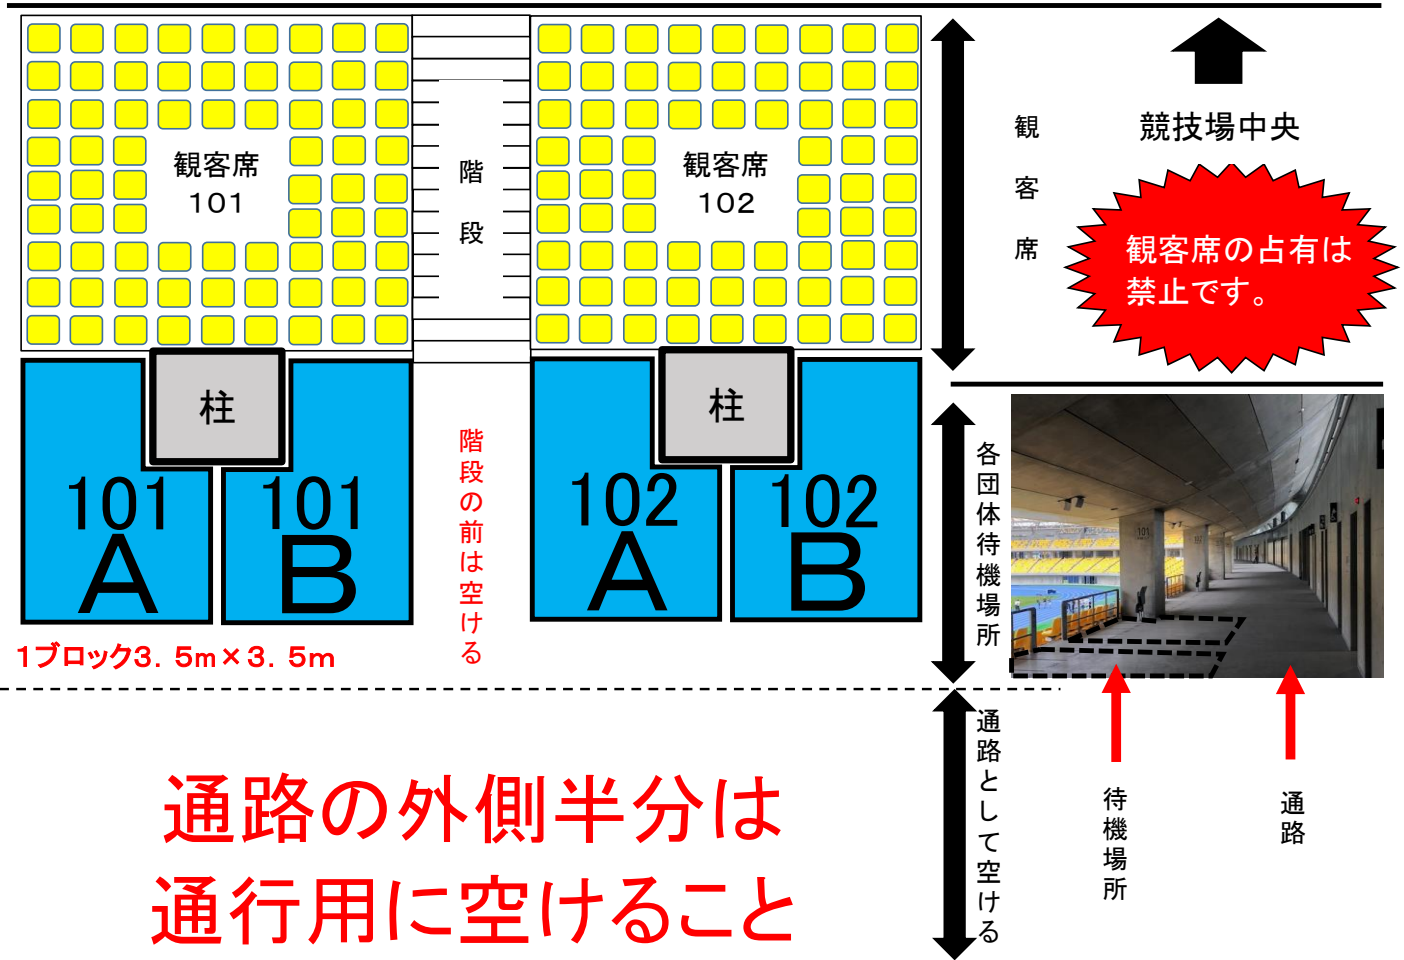 観客席
101
階段
観客席
102
観客席
競技場中央
観客席の占有は
禁止です。
柱
柱
101
A
101
B
階段の前は空ける
102
A
102
B
各団体待機場所
101
1ブロック3．5m×3．5m
通路の外側半分は
通行用に空けること
通路として空ける
待機場所
通路